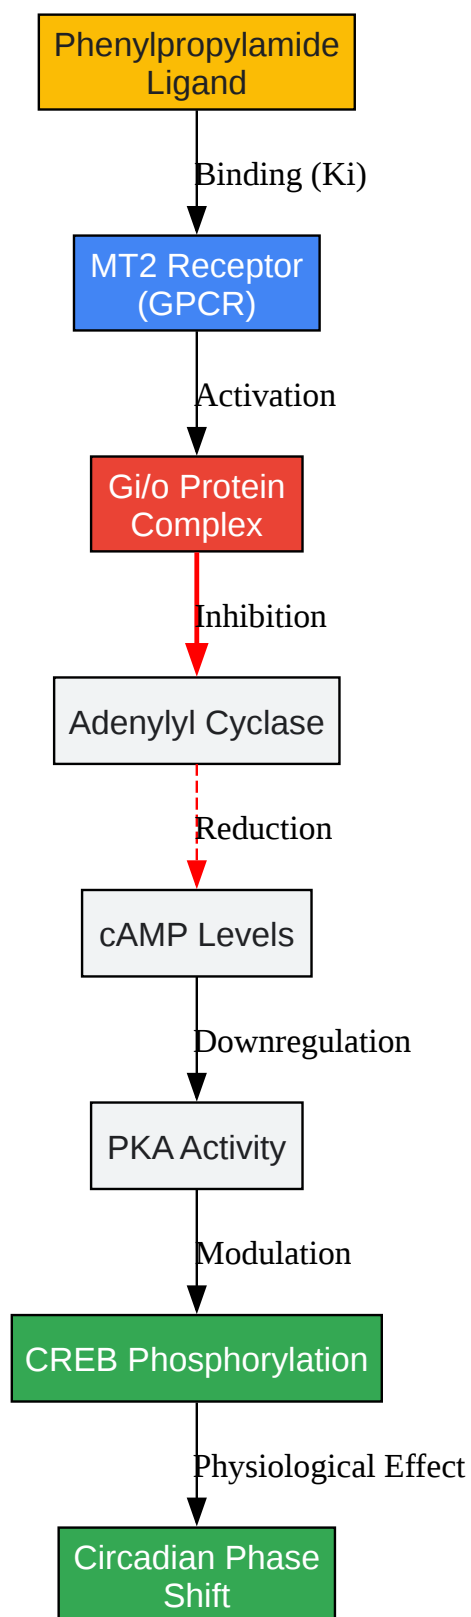 Phenylpropylamide
Ligand
Binding (Ki)
MT2 Receptor
(GPCR)
Activation
Gi/o Protein
Complex
Inhibition
Adenylyl Cyclase
Reduction
cAMP Levels
Downregulation
PKA Activity
Modulation
CREB Phosphorylation
Physiological Effect
Circadian Phase
Shift